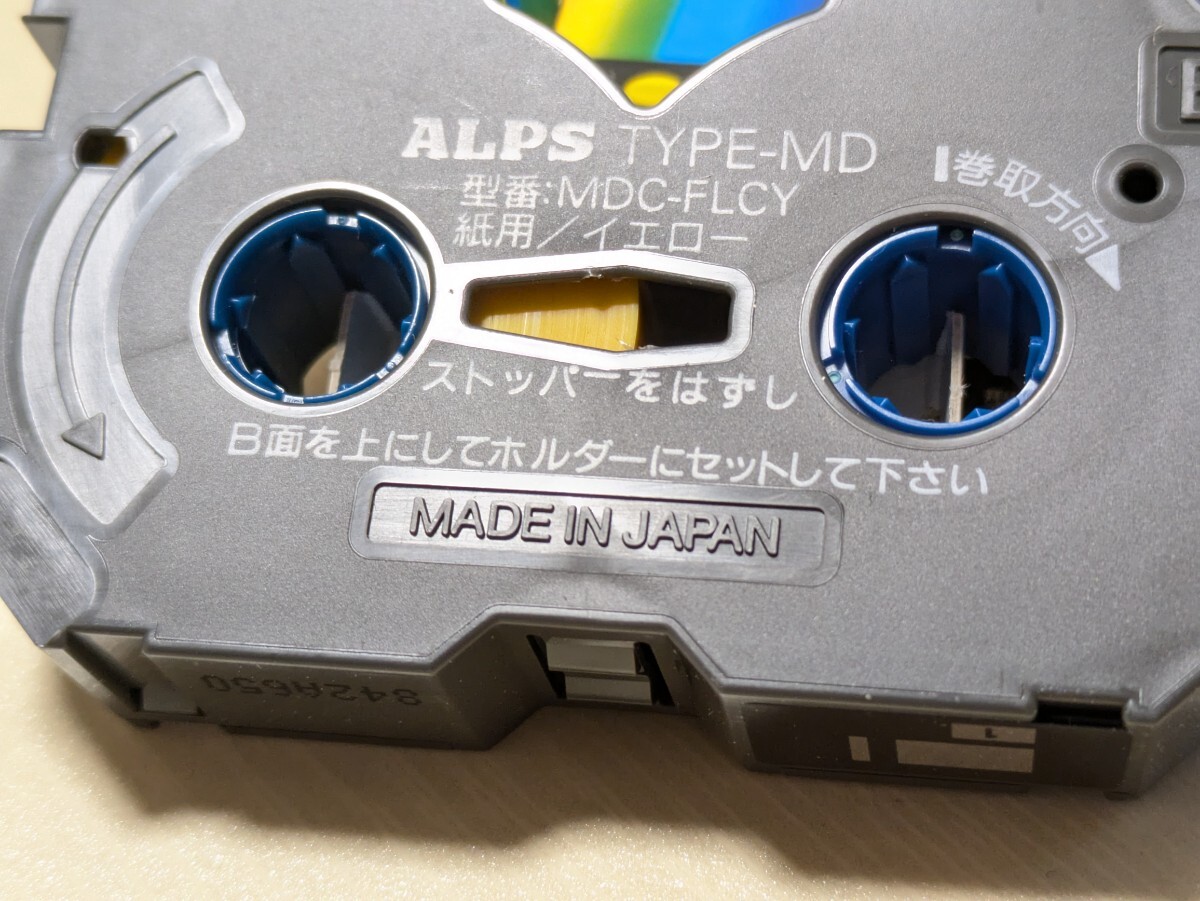 ALPS TYPE-MD
型番:MDC-FLCY
紙用/イエロー
巻取方向
ストッパーをはずし
B面を上にしてホルダーにセットして下さい
MADE IN JAPAN
842A650